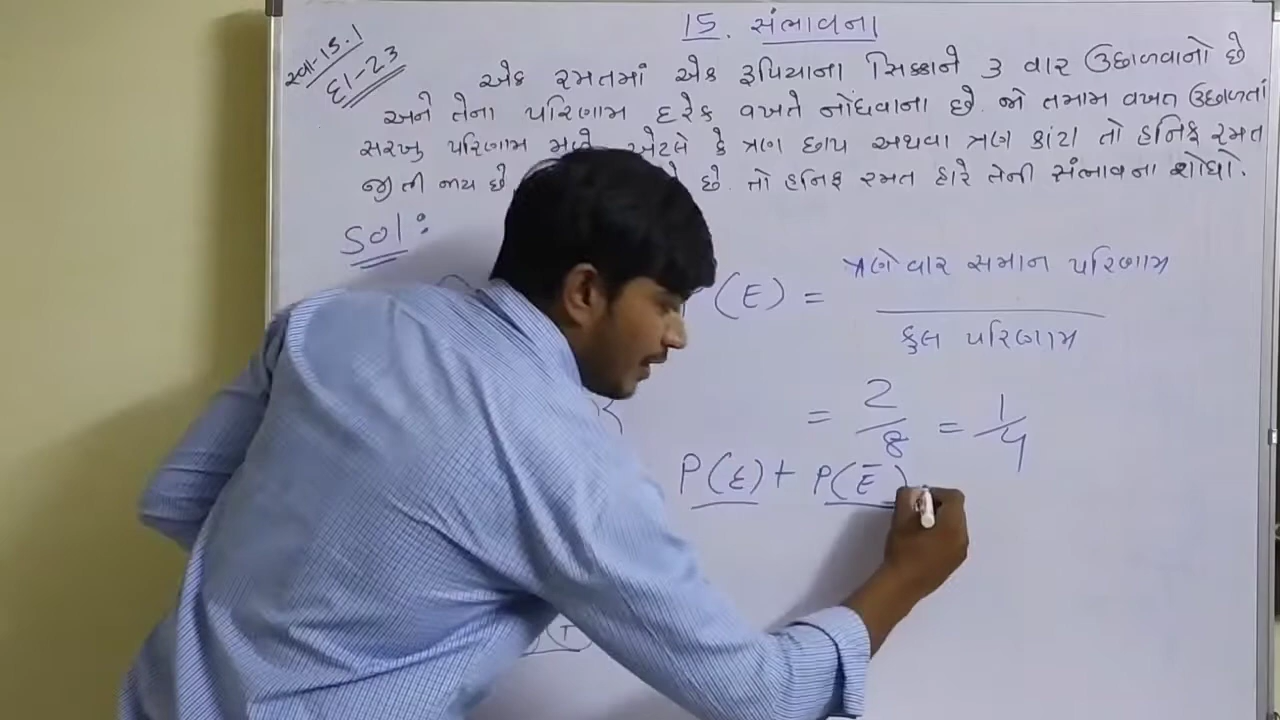 15. સંભાવના
સ્વા-15.1
દા-23
એક રમતમાં એક રૂપિયાના સિક્કાને 3 વાર ઉછાળવાનો છે
અને તેના પરિણામ દરેક વખતે નોંધવાના છે. જો તમામ વખત ઉછાળતાં
સરખુ પરિણામ મળે એટલે કે ત્રણ છાપ અથવા ત્રણ કાંટા તો હનિફ રમત
જીતી જાય છે છે. તો હનિફ રમત હારે તેની સંભાવના શોધો.
Sol:
(E) = ત્રણે વાર સમાન પરિણામ / કુલ પરિણામ
= 2/8 = 1/4
P(E) + P(Ē)
T